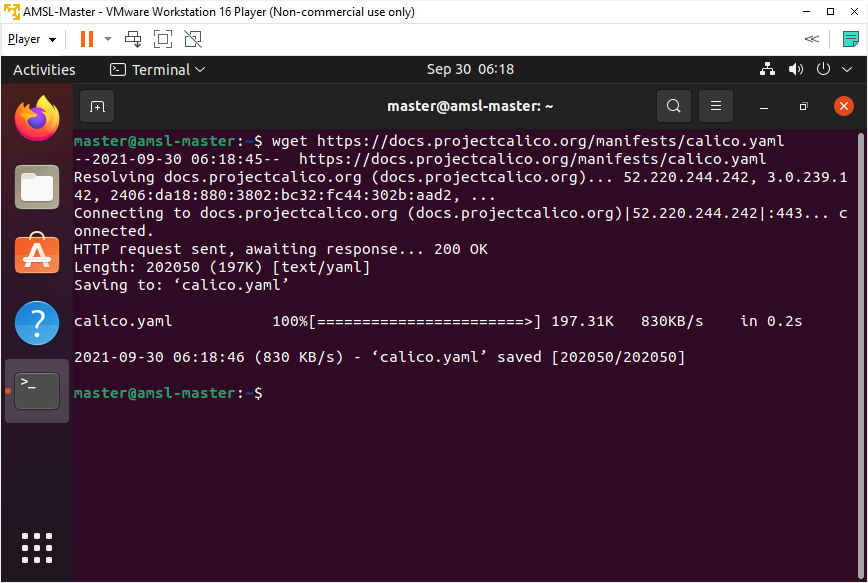 AMSL-Master - VMware Workstation 16 Player (Non-commercial use only)
Player
Activities
Terminal
Sep 30 06:18
master@amsl-master: ~
master@amsl-master:~$ wget https://docs.projectcalico.org/manifests/calico.yaml
--2021-09-30 06:18:45--  https://docs.projectcalico.org/manifests/calico.yaml
Resolving docs.projectcalico.org (docs.projectcalico.org)... 52.220.244.242, 3.0.239.1
42, 2406:da18:880:3802:bc32:fc44:302b:aad2, ...
Connecting to docs.projectcalico.org (docs.projectcalico.org)|52.220.244.242|:443... c
onnected.
HTTP request sent, awaiting response... 200 OK
Length: 202050 (197K) [text/yaml]
Saving to: ‘calico.yaml’
calico.yaml           100%[=======================>] 197.31K   830KB/s    in 0.2s
2021-09-30 06:18:46 (830 KB/s) - ‘calico.yaml’ saved [202050/202050]
master@amsl-master:~$